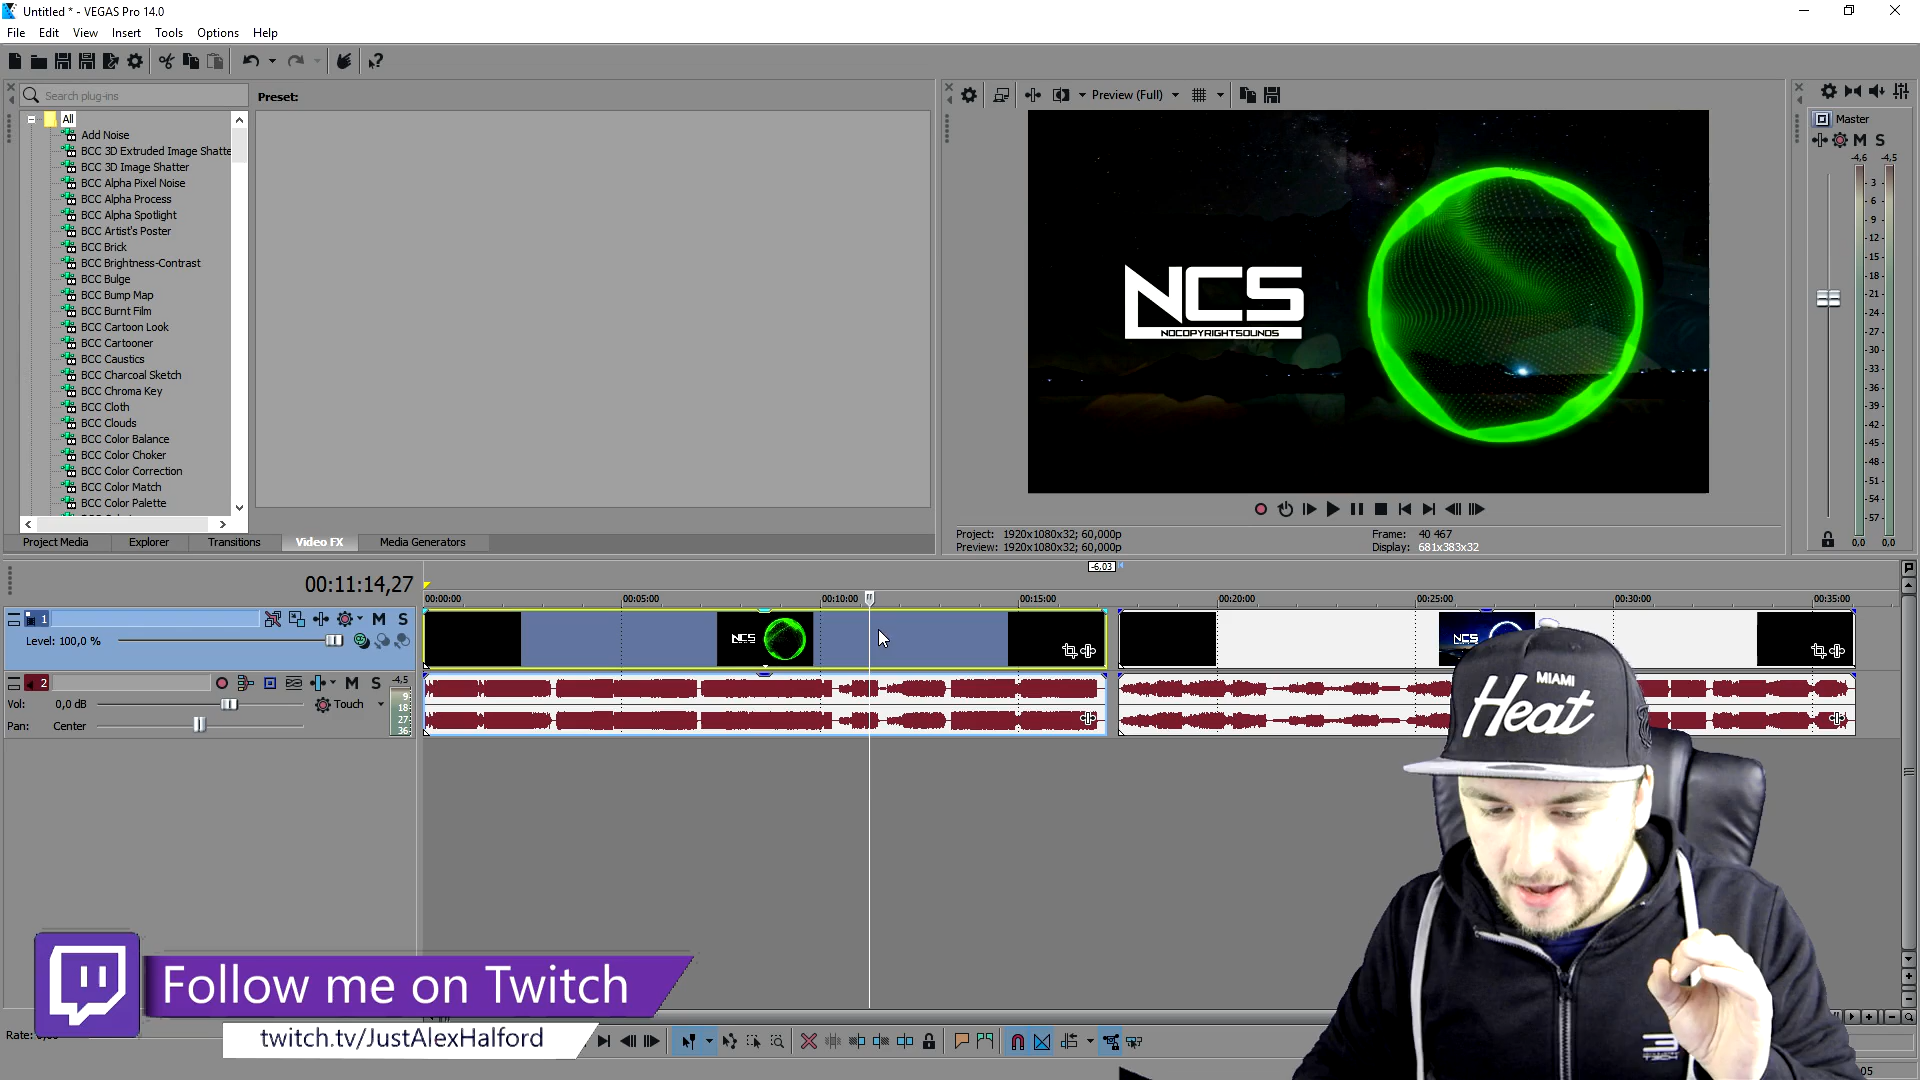 Untitled * - VEGAS Pro 14.0
File Edit View Insert Tools Options Help
Search plug-ins
Preset:
All
Add Noise
BCC 3D Extruded Image Shatte
BCC 3D Image Shatter
BCC Alpha Pixel Noise
BCC Alpha Process
BCC Alpha Spotlight
BCC Artist's Poster
BCC Brick
BCC Brightness-Contrast
BCC Bulge
BCC Bump Map
BCC Burnt Film
BCC Cartoon Look
BCC Cartooner
BCC Caustics
BCC Charcoal Sketch
BCC Chroma Key
BCC Cloth
BCC Clouds
BCC Color Balance
BCC Color Choker
BCC Color Correction
BCC Color Match
BCC Color Palette
Project Media Explorer Transitions Video FX Media Generators
Preview (Full)
NCS
NOCOPYRIGHTSOUNDS
Project: 1920x1080x32; 60,000p
Preview: 1920x1080x32; 60,000p
Frame: 40 467
Display: 681x383x32
Master
M S
-4,6 -4,5
3
6
9
12
15
18
21
24
27
30
33
36
39
42
45
48
51
54
57
0,0 0,0
-6,03
00:11:14,27
00:00:00 00:05:00 00:10:00 00:15:00 00:20:00 00:25:00 00:30:00 00:35:00
1 M S
Level: 100,0 %
NCS
NCS
2 M S -4,5
Vol: 0,0 dB Touch
Pan: Center
9
18
27
36
MIAMI
Heat
Follow me on Twitch
twitch.tv/JustAlexHalford
Rate: